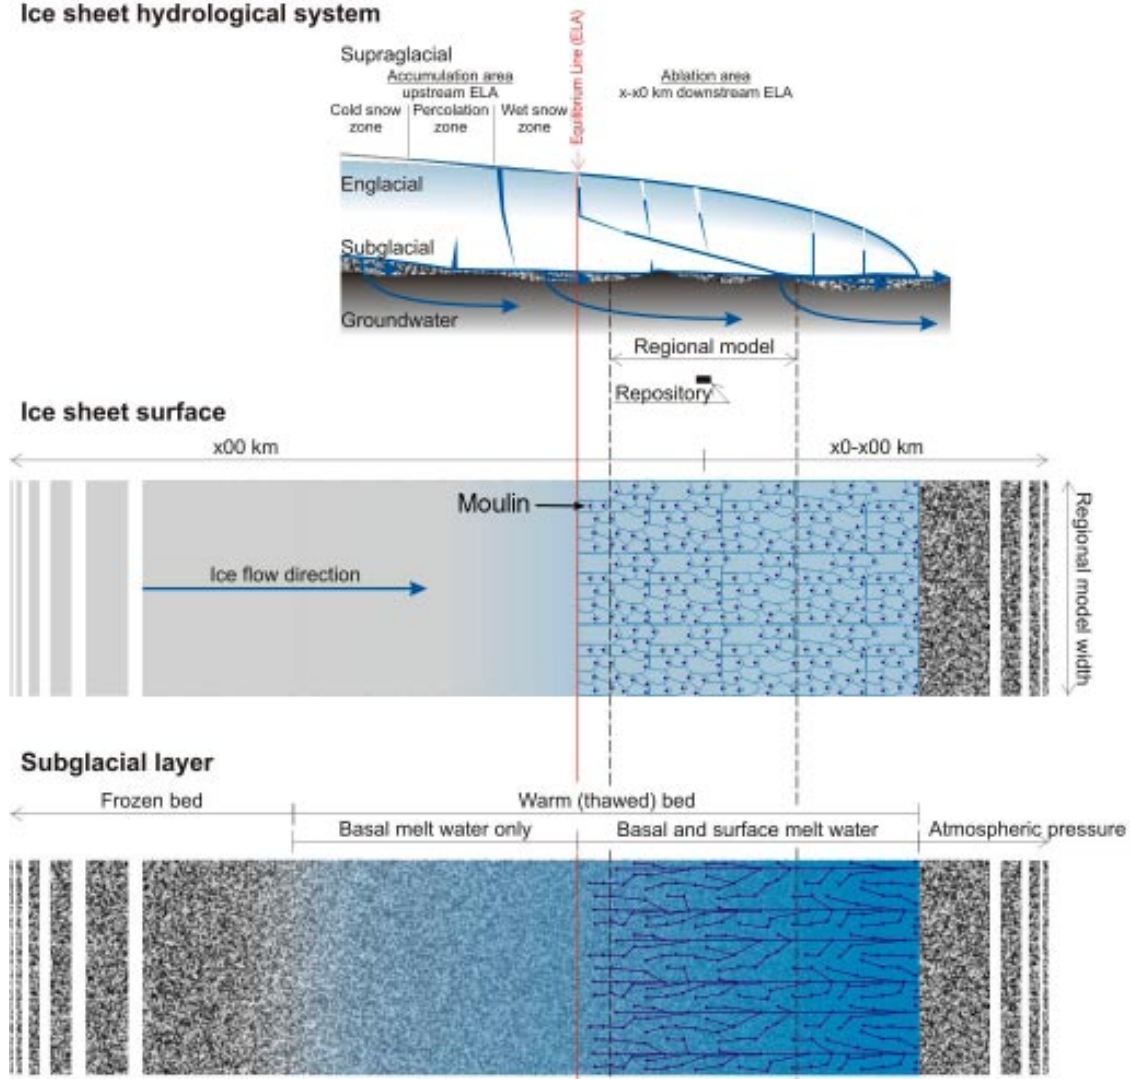 Ice sheet hydrological system
Equilibrium Line (ELA)
Supraglacial
Accumulation area
upstream ELA
Ablation area
x-x0 km downstream ELA
Cold snow
zone
Percolation
zone
Wet snow
zone
Englacial
Subglacial
Groundwater
Regional model
Repository
Ice sheet surface
x00 km
x0-x00 km
Moulin
Ice flow direction
Regional model width
Subglacial layer
Frozen bed
Warm (thawed) bed
Basal melt water only
Basal and surface melt water
Atmospheric pressure